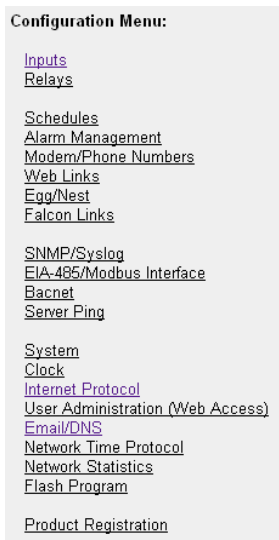 Configuration Menu:
Inputs
Relays
Schedules
Alarm Management
Modem/Phone Numbers
Web Links
Egg/Nest
Falcon Links
SNMP/Syslog
EIA-485/Modbus Interface
Bacnet
Server Ping
System
Clock
Internet Protocol
User Administration (Web Access)
Email/DNS
Network Time Protocol
Network Statistics
Flash Program
Product Registration